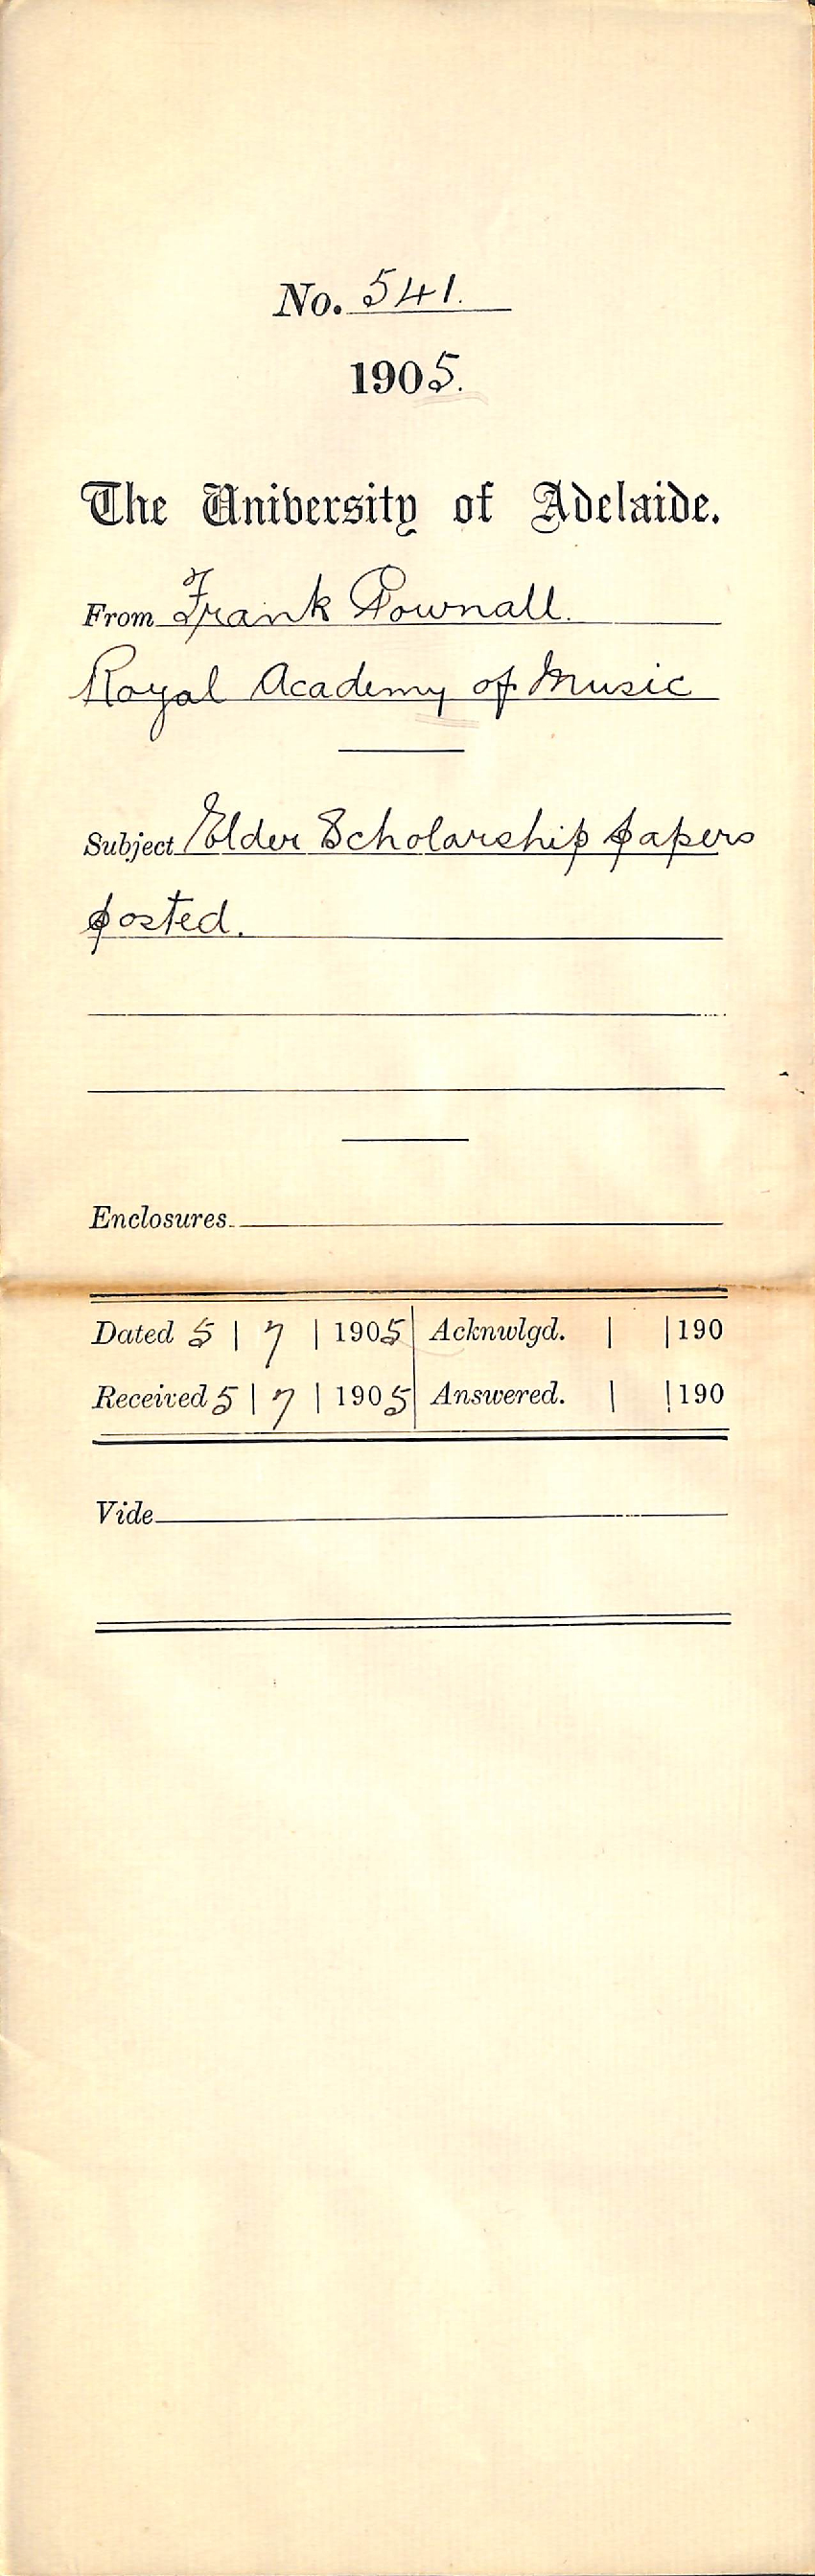 No. 541.
1905.
The University of Adelaide.
From Frank Pownall.
Royal Academy of Music
Subject Elder Scholarship papers
posted.
Enclosures.
Dated 5 | 7 | 1905 Acknwlgd. | | 190
Received 5 | 7 | 1905 Answered. | | 190
Vide